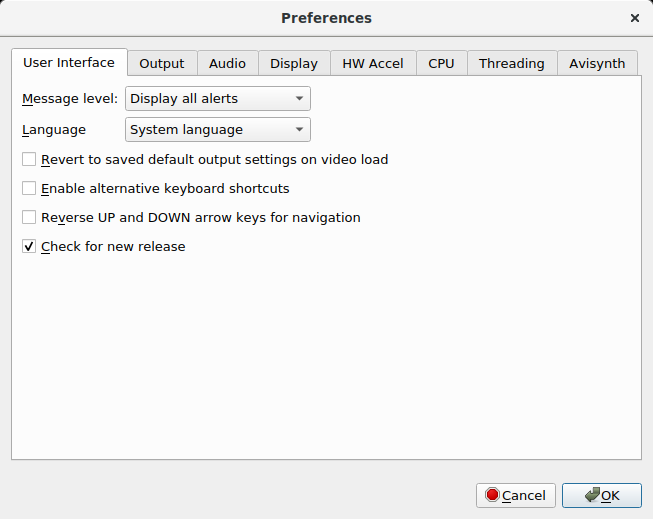 Preferences
User Interface Output Audio Display HW Accel CPU Threading Avisynth
Message level: Display all alerts
Language System language
Revert to saved default output settings on video load
Enable alternative keyboard shortcuts
Reverse UP and DOWN arrow keys for navigation
Check for new release
Cancel OK